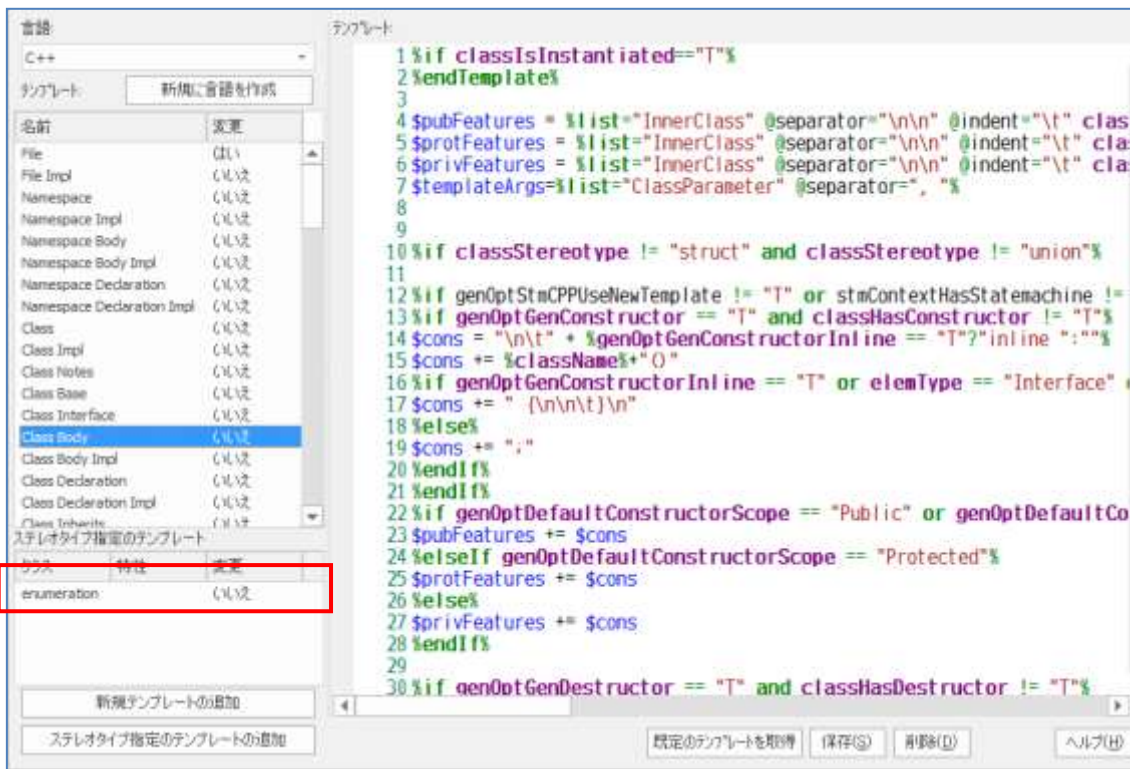 言語:
C++
テンプレート:
新規に言語を作成
名前 変更
File はい
File Impl いいえ
Namespace いいえ
Namespace Impl いいえ
Namespace Body いいえ
Namespace Body Impl いいえ
Namespace Declaration いいえ
Namespace Declaration Impl いいえ
Class いいえ
Class Impl いいえ
Class Notes いいえ
Class Base いいえ
Class Interface いいえ
Class Body いいえ
Class Body Impl いいえ
Class Declaration いいえ
Class Declaration Impl いいえ
Class Inherits いいえ
ステレオタイプ指定のテンプレート
クラス 特性 変更
enumeration いいえ
新規テンプレートの追加
ステレオタイプ指定のテンプレートの追加
テンプレート:
1 %if classIsInstantiated=="T"%
2 %endTemplate%
3
4 $pubFeatures = %list="InnerClass" @separator="\n\n" @indent="\t" clas
5 $protFeatures = %list="InnerClass" @separator="\n\n" @indent="\t" clas
6 $privFeatures = %list="InnerClass" @separator="\n\n" @indent="\t" clas
7 $templateArgs=%list="ClassParameter" @separator=", "%
8
9
10 %if classStereotype != "struct" and classStereotype != "union"%
11
12 %if genOptStmCPPUseNewTemplate != "T" or stmContextHasStatemachine !=
13 %if genOptGenConstructor == "T" and classHasConstructor != "T"%
14 $cons = "\n\t" + %genOptGenConstructorInline == "T"?"inline ":""%
15 $cons += %className%+"()"
16 %if genOptGenConstructorInline == "T" or elemType == "Interface"
17 $cons += " {\n\n\t}\n"
18 %else%
19 $cons += ";"
20 %endIf%
21 %endIf%
22 %if genOptDefaultConstructorScope == "Public" or genOptDefaultCo
23 $pubFeatures += $cons
24 %elseIf genOptDefaultConstructorScope == "Protected"%
25 $protFeatures += $cons
26 %else%
27 $privFeatures += $cons
28 %endIf%
29
30 %if genOptGenDestructor == "T" and classHasDestructor != "T"%
既定のテンプレートを取得 保存(S) 削除(D) ヘルプ(H)